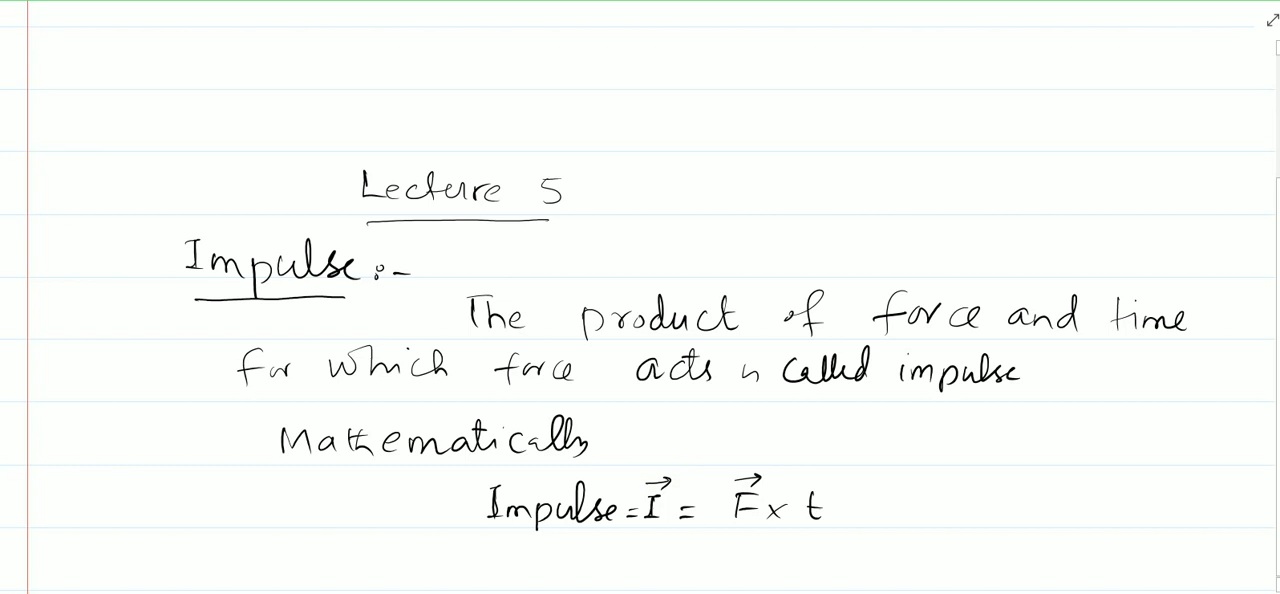 Lecture 5
Impulse:-
The product of force and time
for which force acts is called impulse
Mathematically
Impulse = I⃗ = F⃗ × t